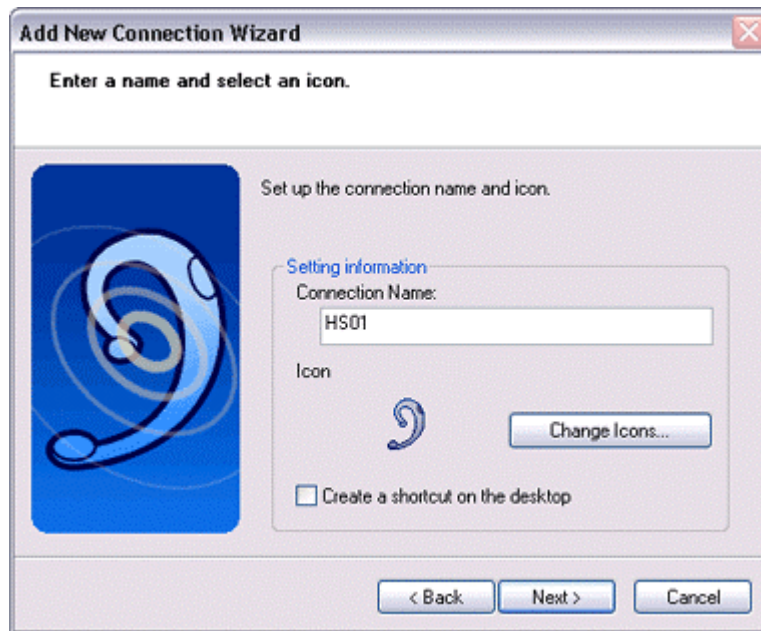 Add New Connection Wizard
Enter a name and select an icon.
Set up the connection name and icon.
Setting information
Connection Name:
HS01
Icon
Change Icons...
Create a shortcut on the desktop
< Back
Next >
Cancel